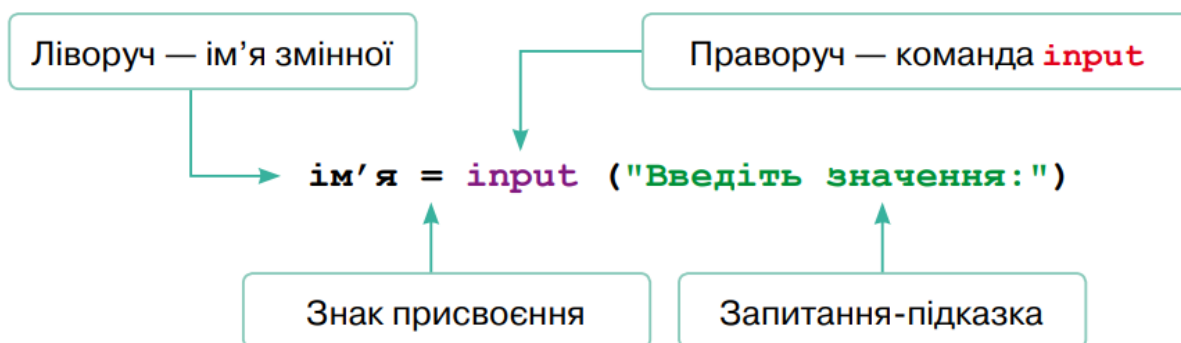 Ліворуч — ім’я змінної
Праворуч — команда input
ім’я = input ("Введіть значення:")
Знак присвоєння
Запитання-підказка